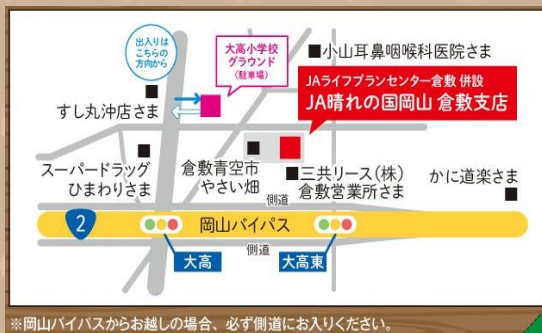 出入りは
こちらの
方向から
大高小学校
グラウンド
(駐車場)
■小山耳鼻咽喉科医院さま
JAライフプランセンター倉敷 併設
JA晴れの国岡山 倉敷支店
すし丸沖店さま
スーパードラッグ
ひまわりさま
倉敷青空市
やさい畑
■三共リース(株)
倉敷営業所さま
かに道楽さま
側道
2
岡山バイパス
側道
大高
大高東
※岡山バイパスからお越しの場合、必ず側道にお入りください。